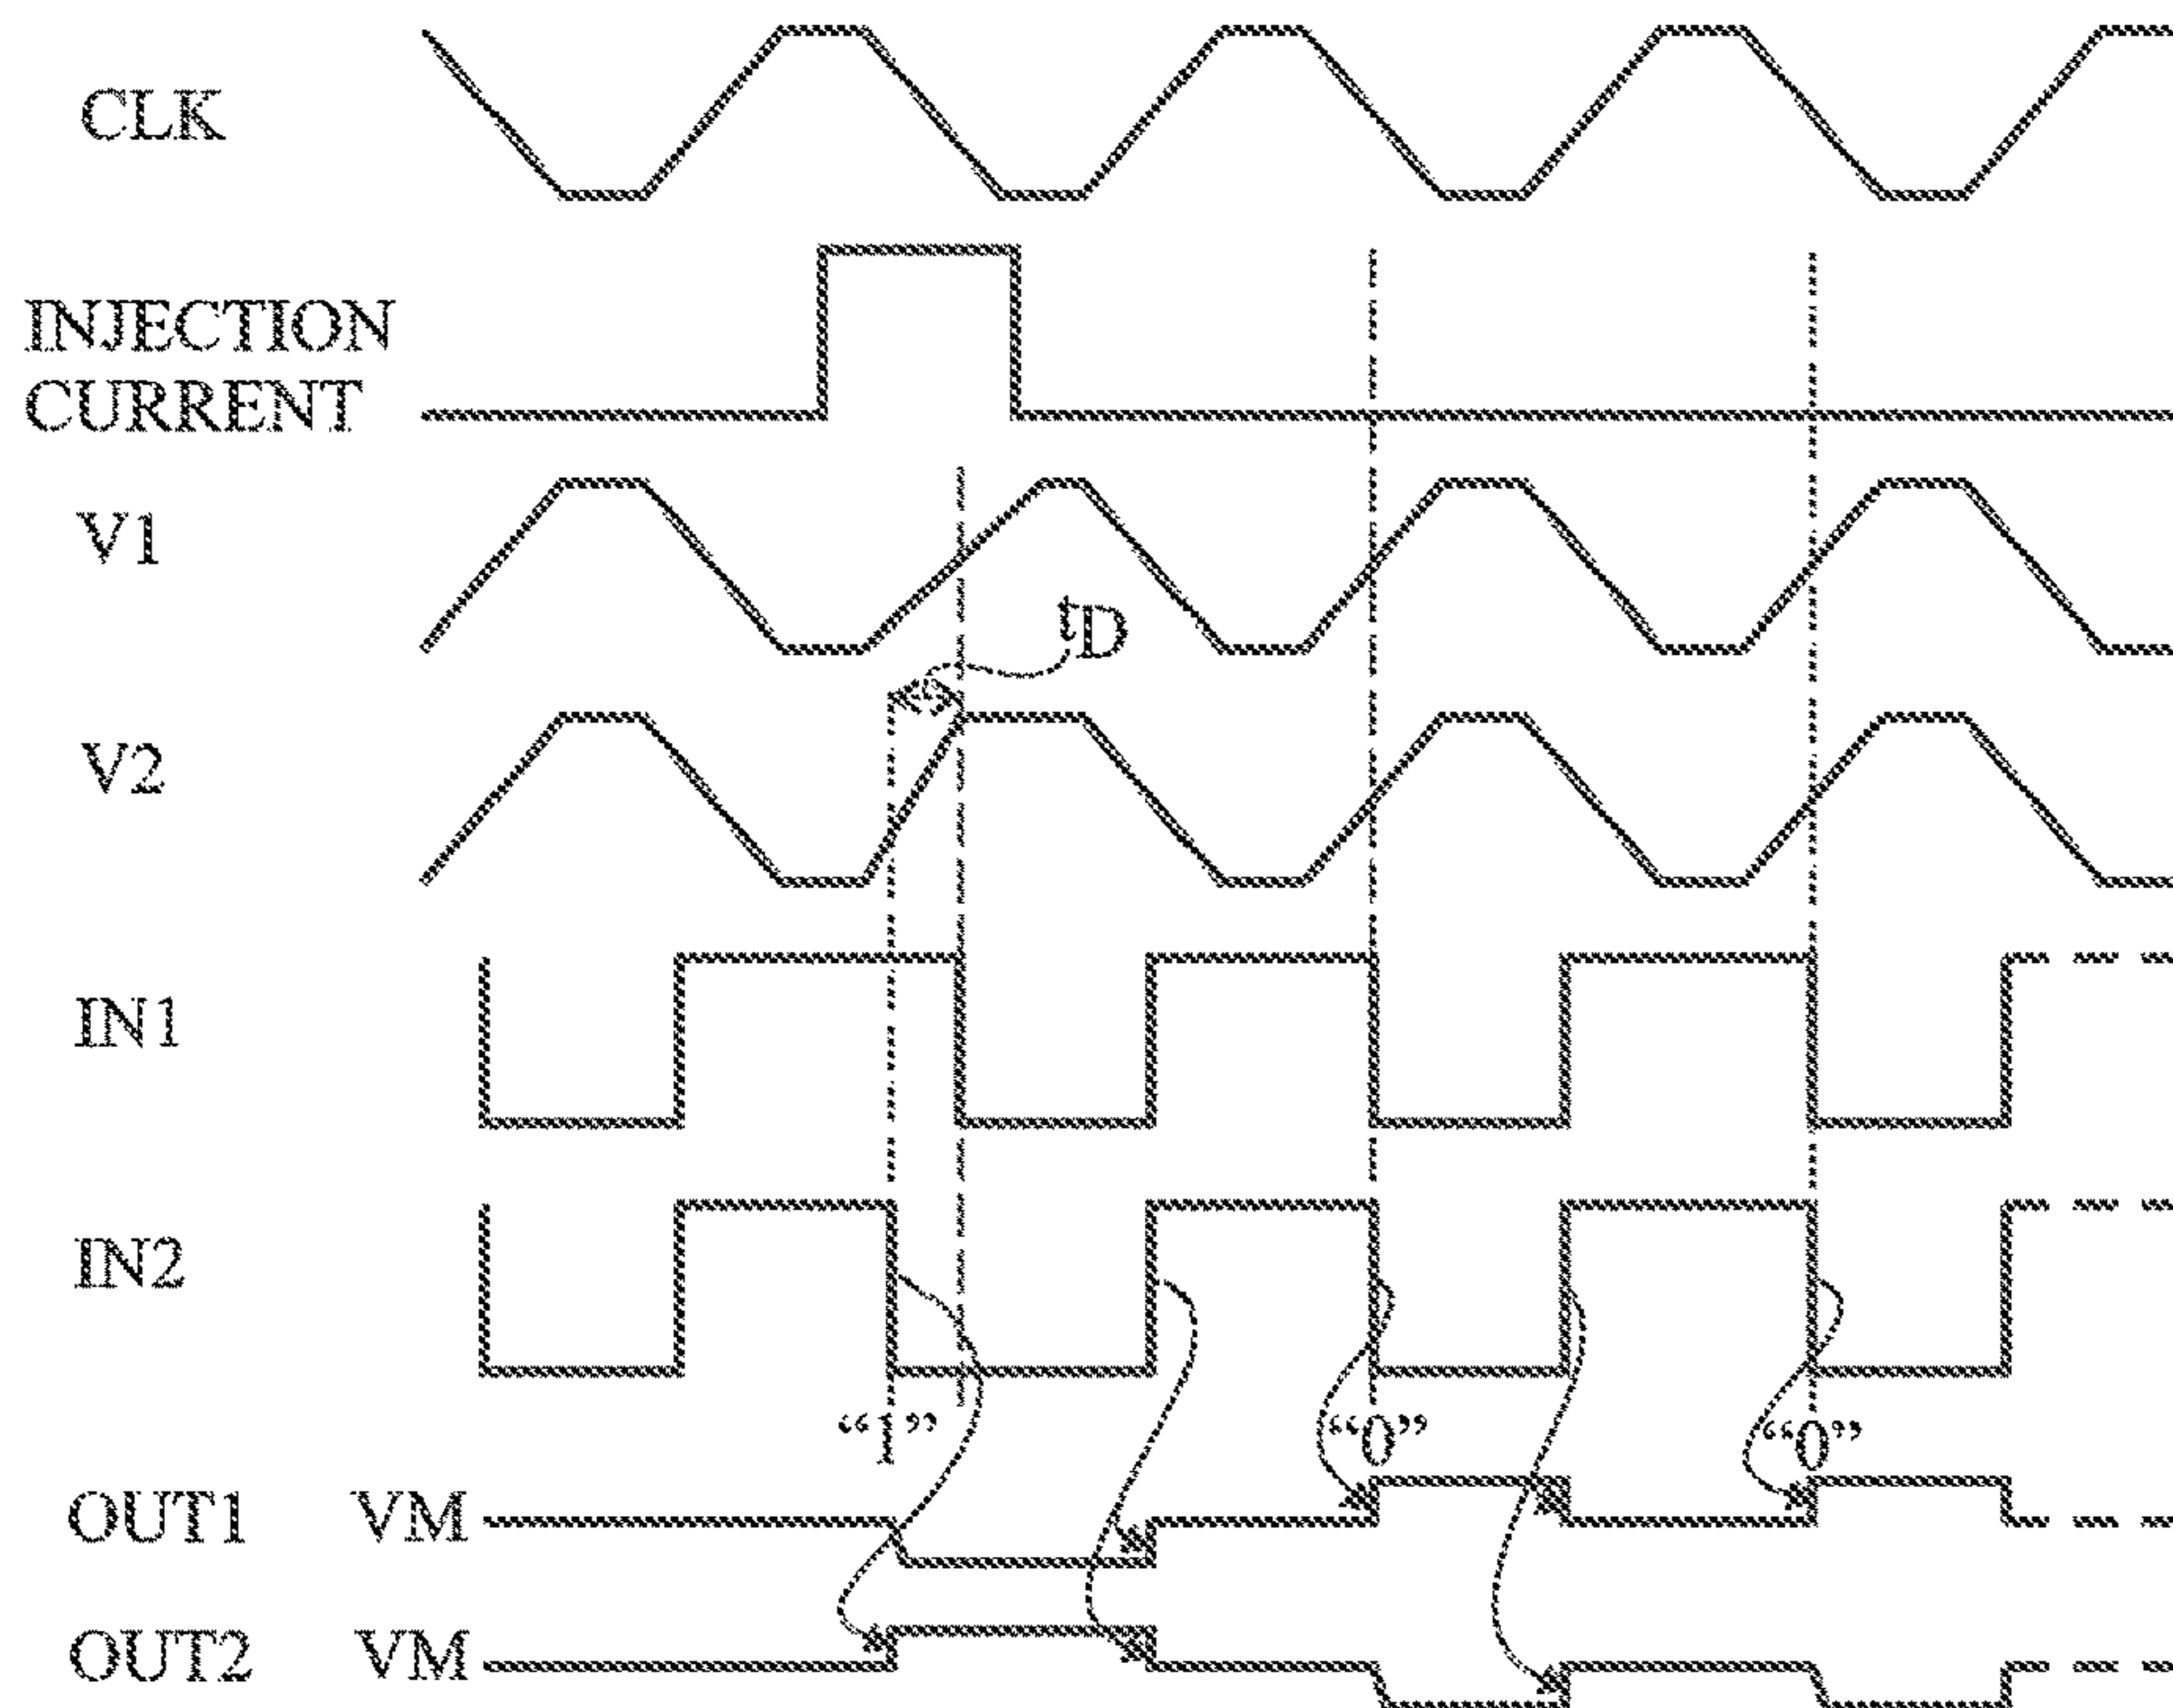 CLK
INJECTION
CURRENT
V1
tD
V2
IN1
IN2
“1” “0” “0”
OUT1 VM
OUT2 VM